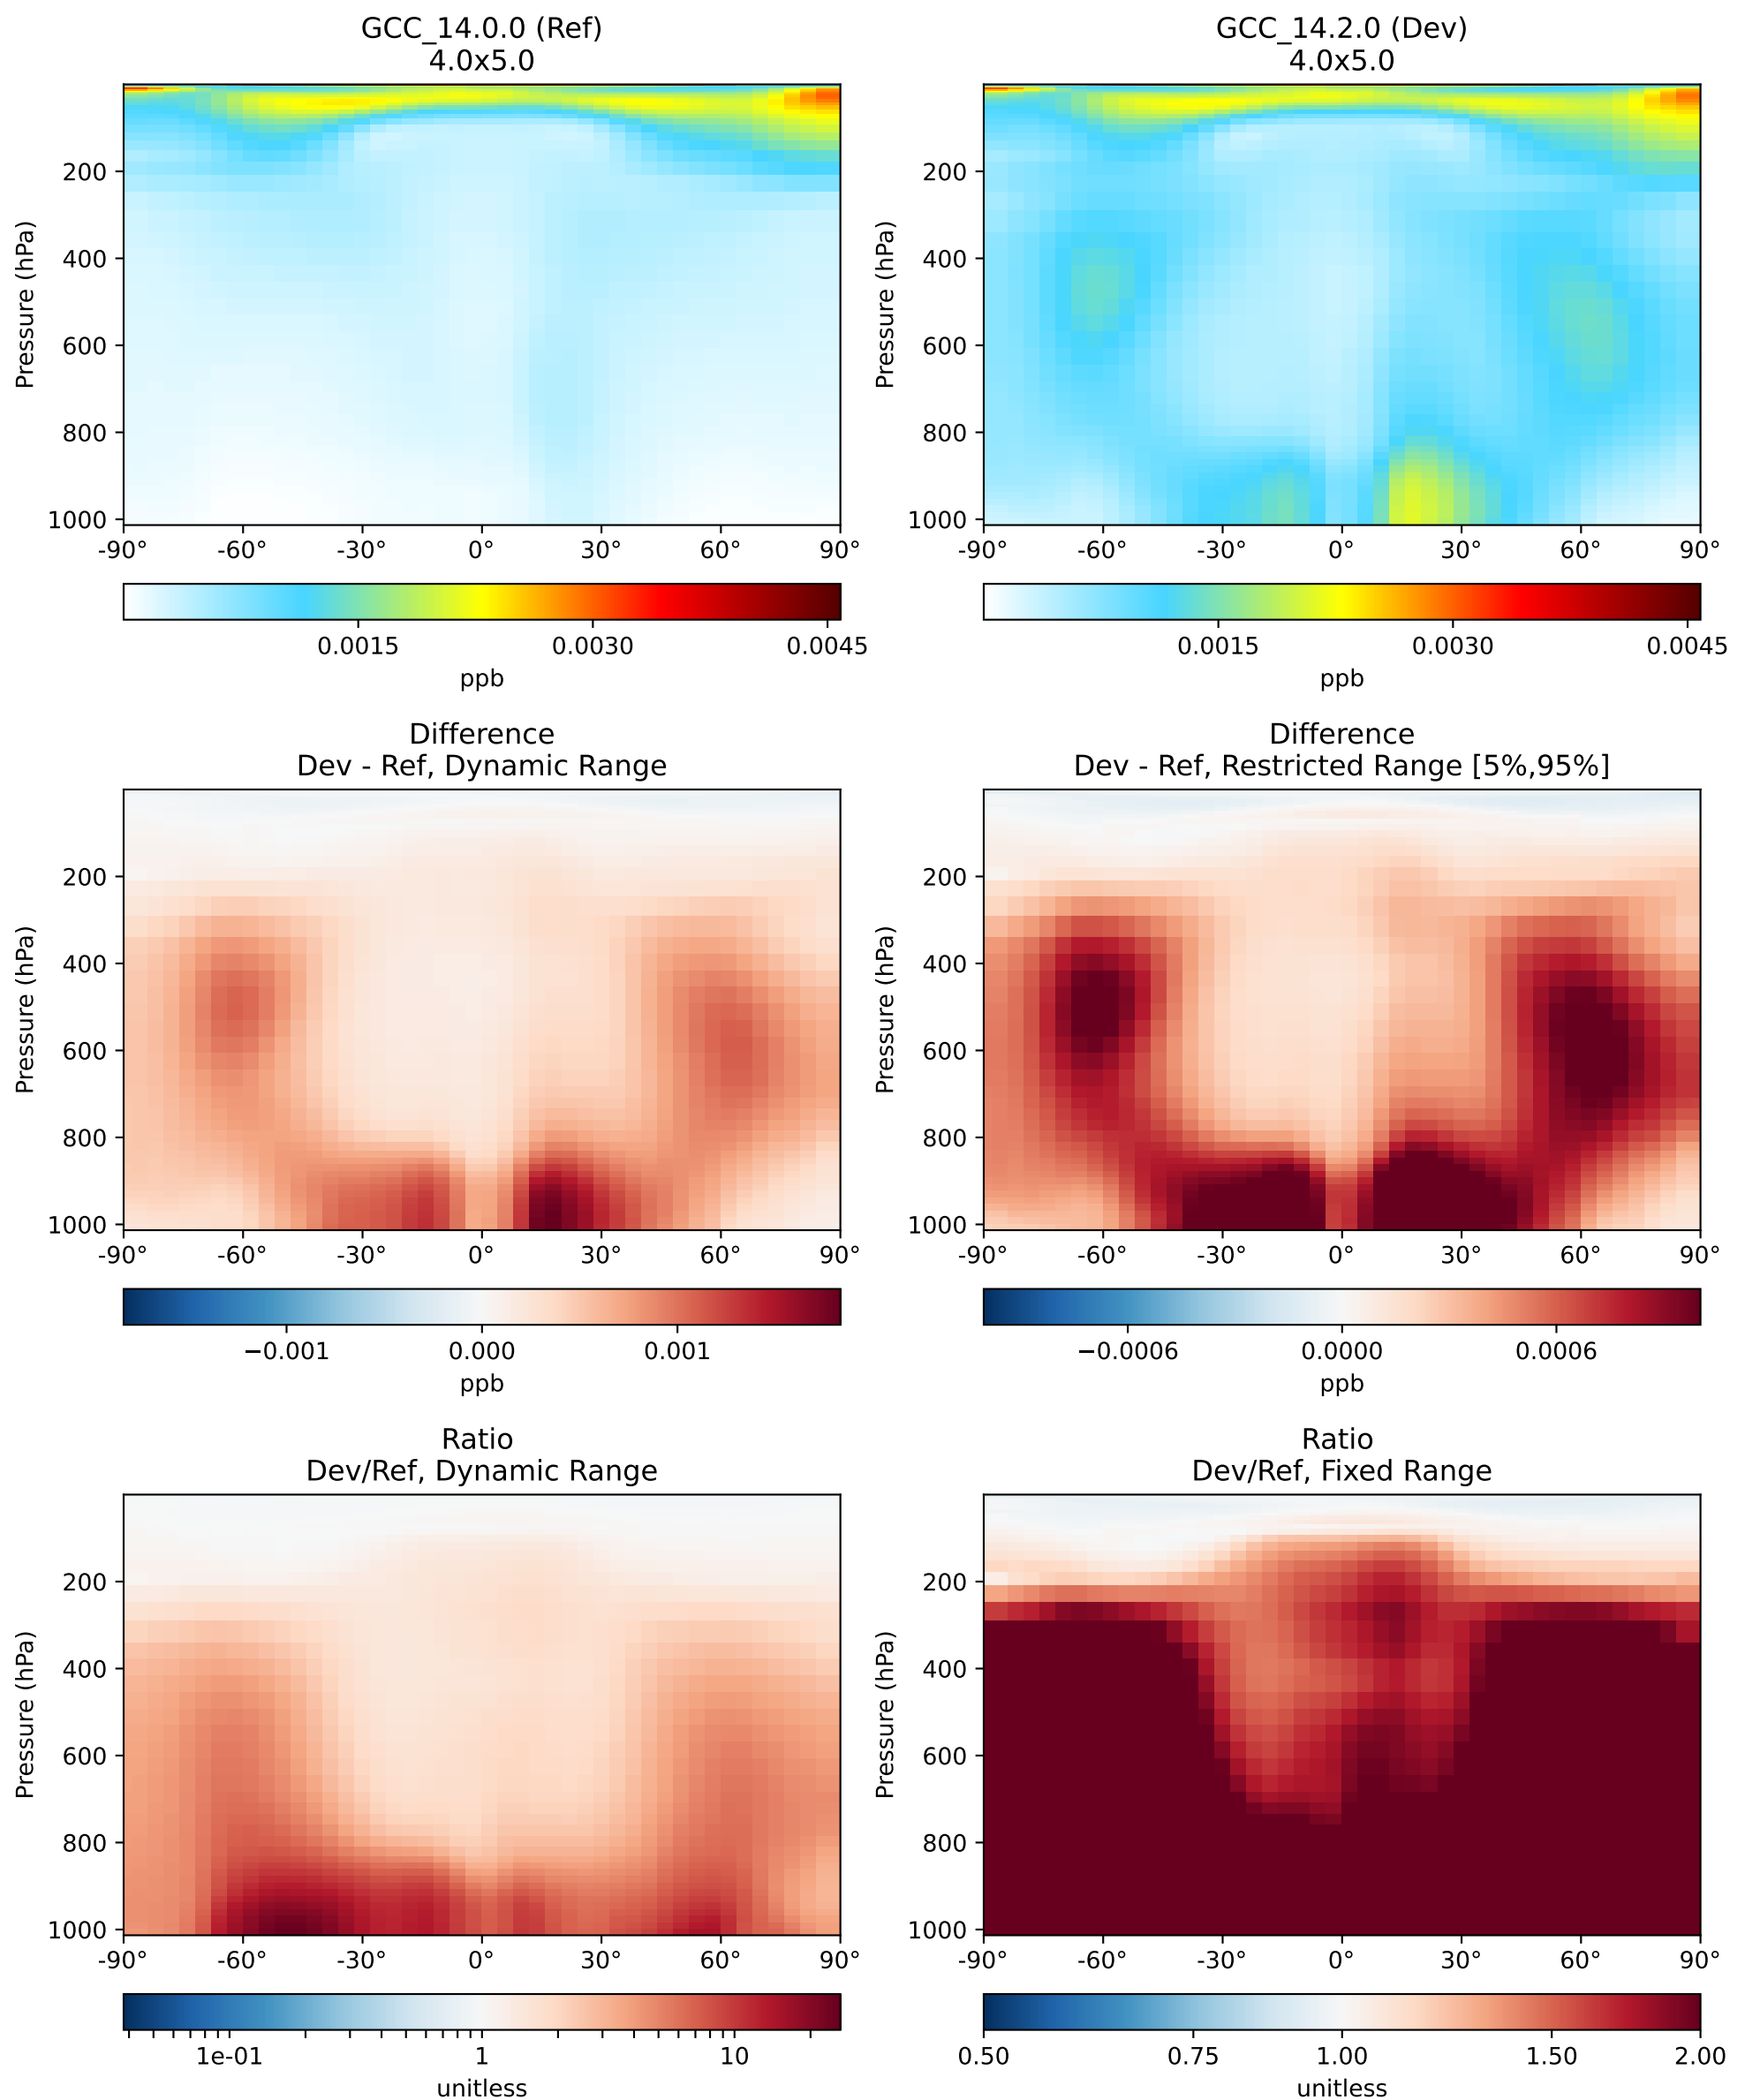 GCC_14.0.0 (Ref)
4.0x5.0
Pressure (hPa)
200
400
600
800
1000
-90° -60° -30° 0° 30° 60° 90°
0.0015 0.0030 0.0045
ppb
GCC_14.2.0 (Dev)
4.0x5.0
Pressure (hPa)
200
400
600
800
1000
-90° -60° -30° 0° 30° 60° 90°
0.0015 0.0030 0.0045
ppb
Difference
Dev - Ref, Dynamic Range
Pressure (hPa)
200
400
600
800
1000
-90° -60° -30° 0° 30° 60° 90°
−0.001 0.000 0.001
ppb
Difference
Dev - Ref, Restricted Range [5%,95%]
Pressure (hPa)
200
400
600
800
1000
-90° -60° -30° 0° 30° 60° 90°
−0.0006 0.0000 0.0006
ppb
Ratio
Dev/Ref, Dynamic Range
Pressure (hPa)
200
400
600
800
1000
-90° -60° -30° 0° 30° 60° 90°
1e-01 1 10
unitless
Ratio
Dev/Ref, Fixed Range
Pressure (hPa)
200
400
600
800
1000
-90° -60° -30° 0° 30° 60° 90°
0.50 0.75 1.00 1.50 2.00
unitless